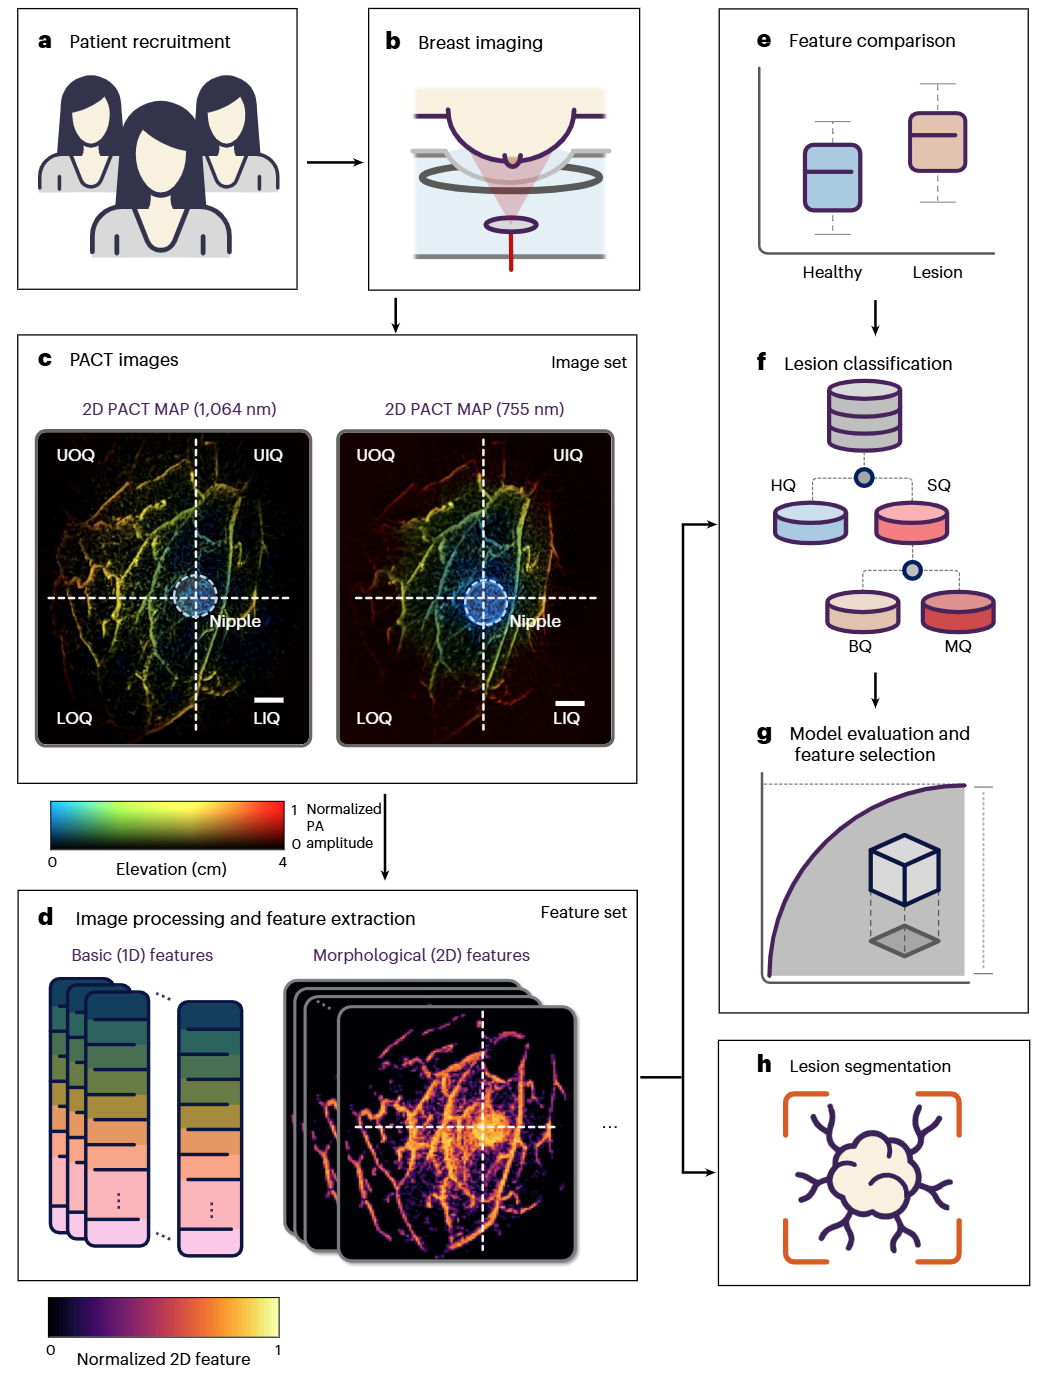 a Patient recruitment
b Breast imaging
c PACT images
Image set
2D PACT MAP (1,064 nm)
2D PACT MAP (755 nm)
UOQ
UIQ
UOQ
UIQ
Nipple
Nipple
LOQ
LIQ
LOQ
LIQ
1 Normalized
PA
0 amplitude
0
4
Elevation (cm)
d Image processing and feature extraction
Feature set
Basic (1D) features
Morphological (2D) features
...
0
1
Normalized 2D feature
e Feature comparison
Healthy
Lesion
f Lesion classification
HQ
SQ
BQ
MQ
g Model evaluation and
feature selection
h Lesion segmentation